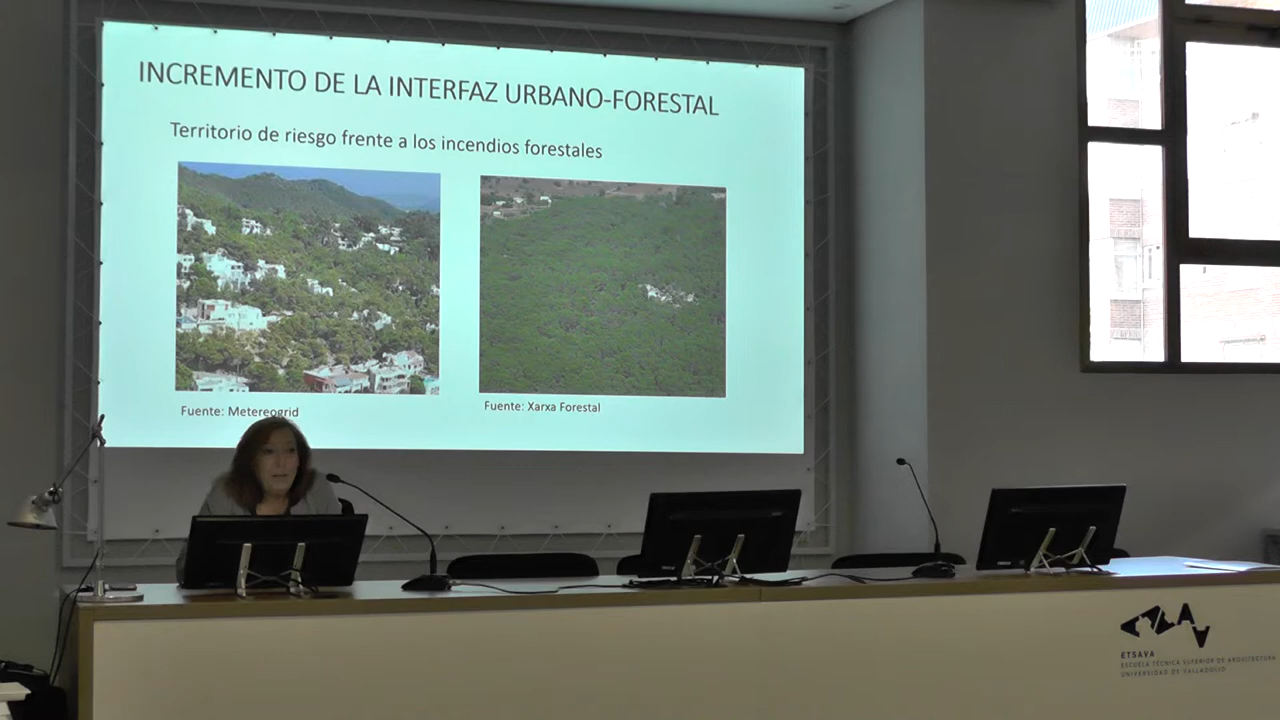 INCREMENTO DE LA INTERFAZ URBANO-FORESTAL
Territorio de riesgo frente a los incendios forestales
Fuente: Metereogrid
Fuente: Xarxa Forestal
ETSAVA
ESCUELA TÉCNICA SUPERIOR DE ARQUITECTURA
UNIVERSIDAD DE VALLADOLID